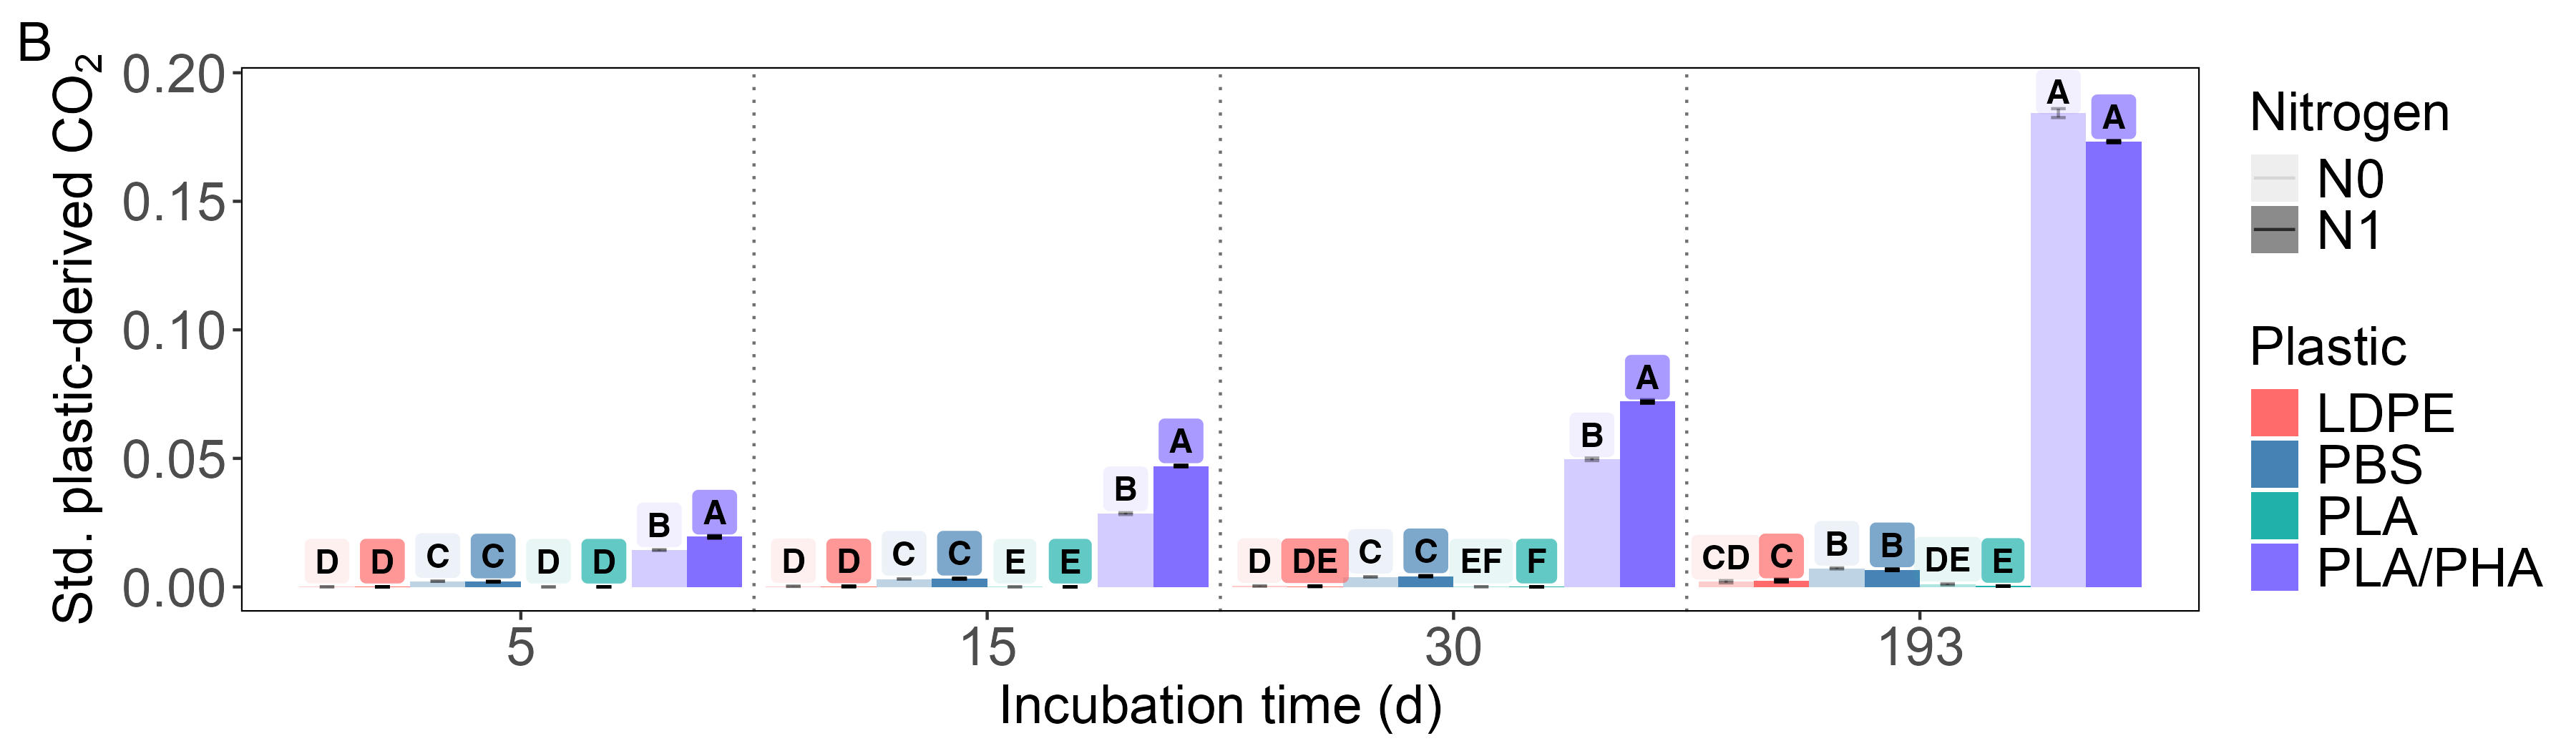 B
Std. plastic-derived CO₂
0.20
0.15
0.10
0.05
0.00
D D C C D D B A
D D C C E E B A
D DE C C EF F B A
CD C B B DE E A A
5 15 30 193
Incubation time (d)
Nitrogen
N0
N1
Plastic
LDPE
PBS
PLA
PLA/PHA